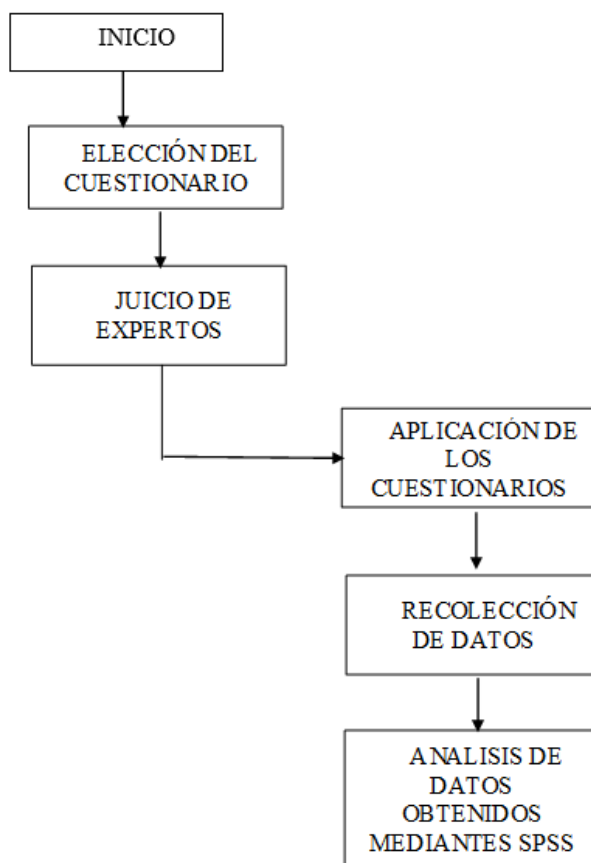 INICIO
ELECCIÓN DEL
CUESTIONARIO
JUICIO DE
EXPERTOS
APLICACIÓN DE
LOS
CUESTIONARIOS
RECOLECCIÓN
DE DATOS
ANALISIS DE
DATOS
OBTENIDOS
MEDIANTES SPSS